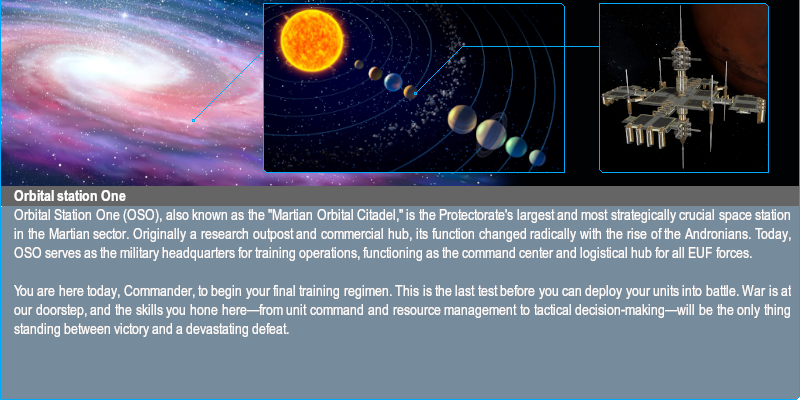 Orbital station One
Orbital Station One (OSO), also known as the "Martian Orbital Citadel," is the Protectorate's largest and most strategically crucial space station
in the Martian sector. Originally a research outpost and commercial hub, its function changed radically with the rise of the Andronians. Today,
OSO serves as the military headquarters for training operations, functioning as the command center and logistical hub for all EUF forces.
You are here today, Commander, to begin your final training regimen. This is the last test before you can deploy your units into battle. War is at
our doorstep, and the skills you hone here—from unit command and resource management to tactical decision-making—will be the only thing
standing between victory and a devastating defeat.